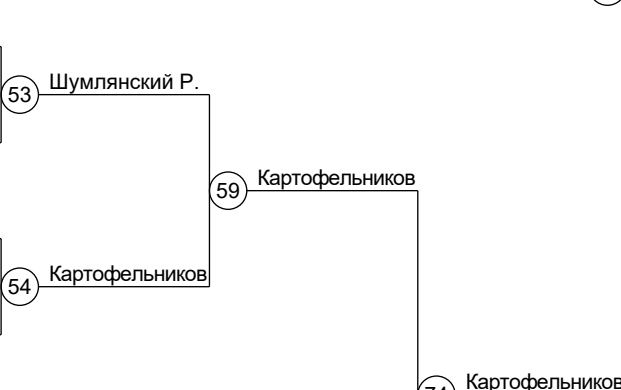 53 Шумлянский Р.
59 Картофельников
54 Картофельников
Картофельников